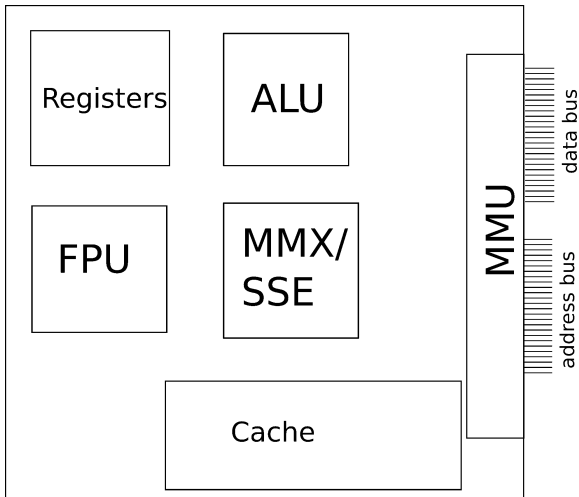 Registers
ALU
FPU
MMX/
SSE
MMU
data bus
address bus
Cache